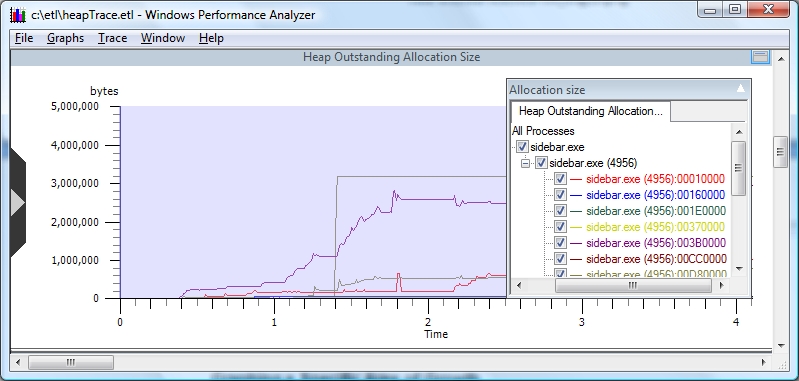 c:\etl\heapTrace.etl - Windows Performance Analyzer
File Graphs Trace Window Help
Heap Outstanding Allocation Size
bytes
5,000,000
4,000,000
3,000,000
2,000,000
1,000,000
0
0 1 2 3 4
Time
Allocation size
Heap Outstanding Allocation...
All Processes
sidebar.exe
sidebar.exe (4956)
sidebar.exe (4956):00010000
sidebar.exe (4956):00160000
sidebar.exe (4956):001E0000
sidebar.exe (4956):00370000
sidebar.exe (4956):003B0000
sidebar.exe (4956):00CC0000
sidebar.exe (4956):00D80000